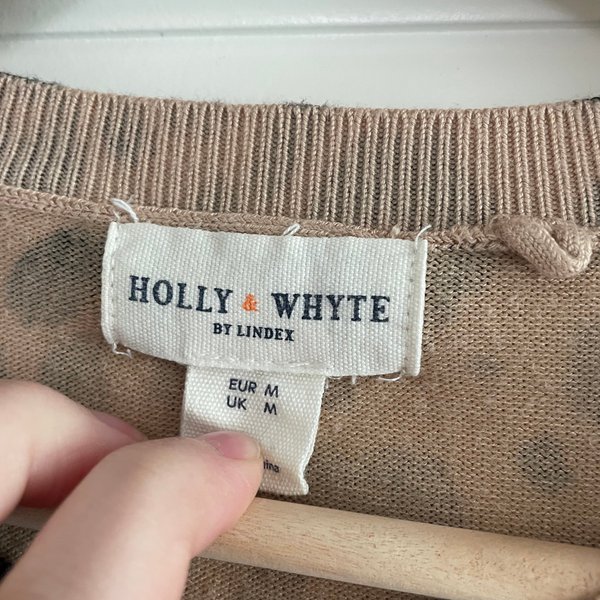 HOLLY & WHYTE
BY LINDEX
EUR M
UK M